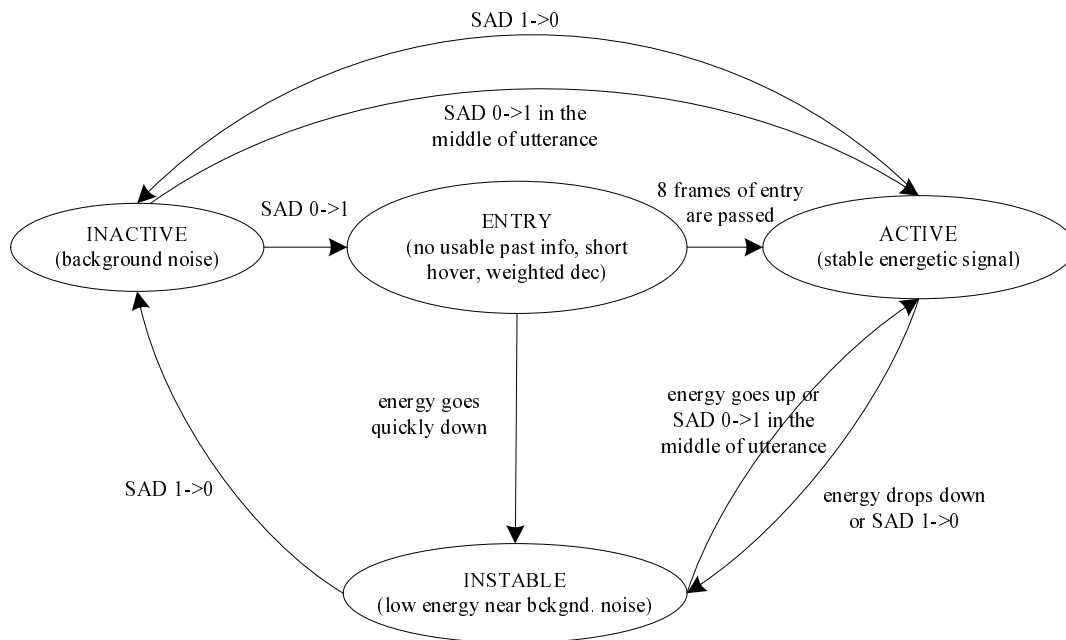 SAD 1->0
SAD 0->1 in the
middle of utterance
8 frames of entry
are passed
SAD 0->1
INACTIVE
(background noise)
ENTRY
(no usable past info, short
hover, weighted dec)
ACTIVE
(stable energetic signal)
energy goes
quickly down
energy goes up or
SAD 0->1 in the
middle of utterance
SAD 1->0
energy drops down
or SAD 1->0
INSTABLE
(low energy near bckgnd. noise)